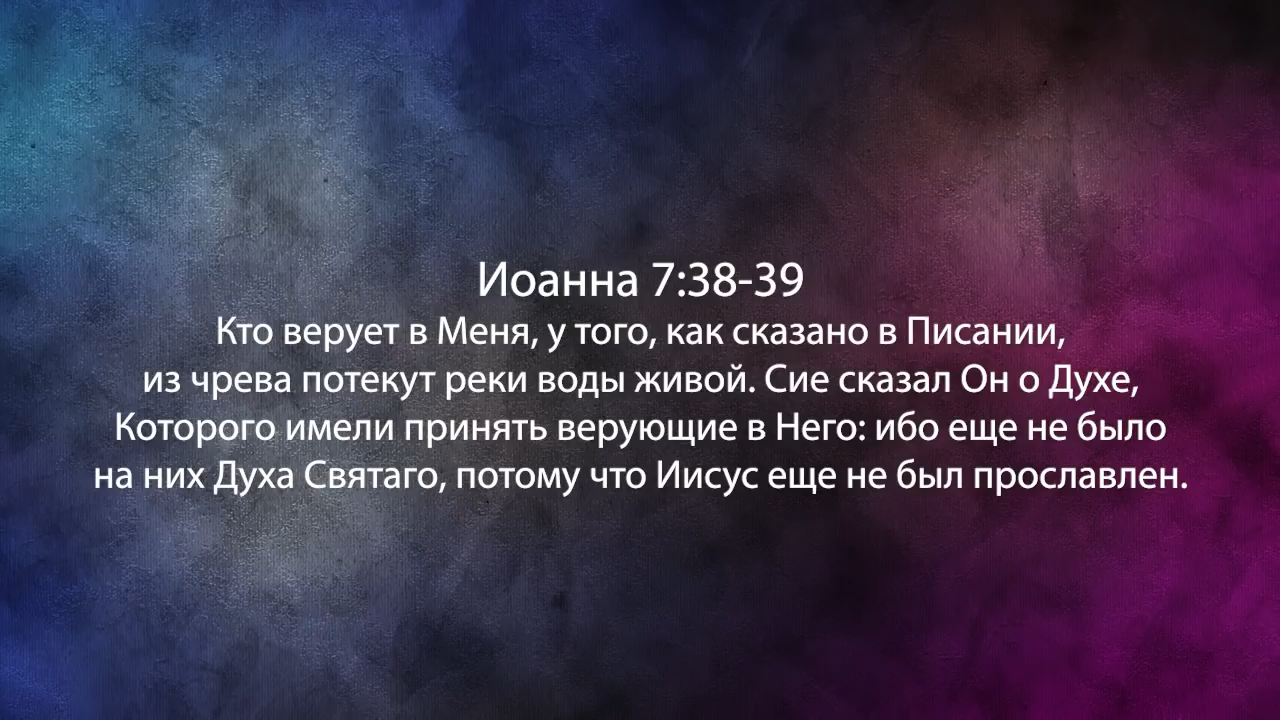 Иоанна 7:38-39
Кто верует в Меня, у того, как сказано в Писании,
из чрева потекут реки воды живой. Сие сказал Он о Духе,
Которого имели принять верующие в Него: ибо еще не было
на них Духа Святаго, потому что Иисус еще не был прославлен.